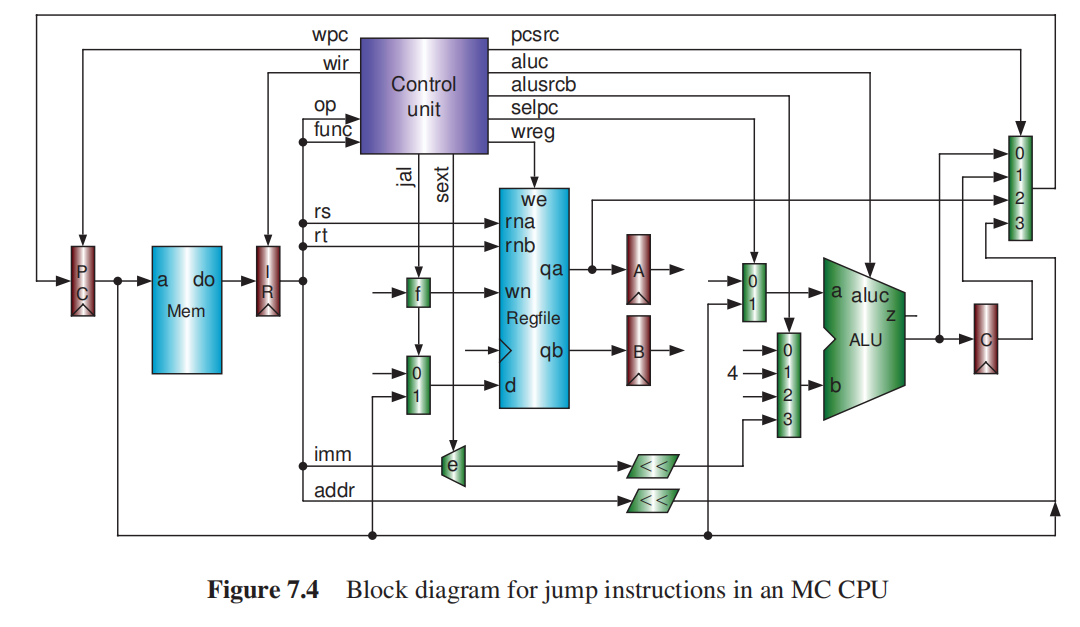 wpc
pcsrc
wir
aluc
Control
unit
alusrcb
op
selpc
func
wreg
jal
sext
0
1
2
3
we
rs
rna
rt
rnb
P
C
a
do
Mem
I
R
qa
A
0
1
a
aluc
z
f
wn
Regfile
ALU
C
qb
B
0
1
4
2
3
0
1
d
b
imm
e
<<
addr
<<
Figure 7.4 Block diagram for jump instructions in an MC CPU